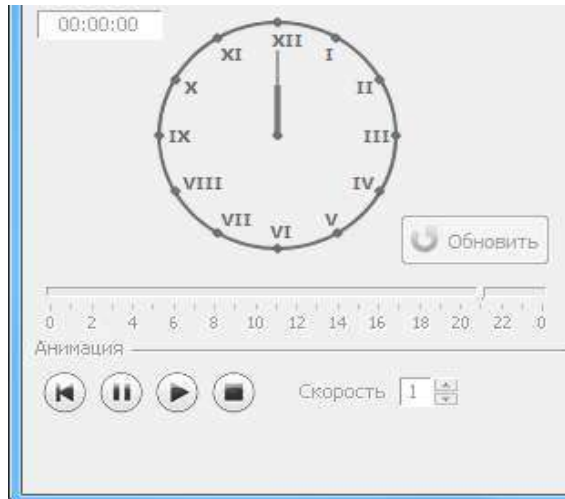 00:00:00
XII
XI I
X II
IX III
VIII IV
VII V
VI
Обновить
0 2 4 6 8 10 12 14 16 18 20 22 0
Анимация
Скорость 1